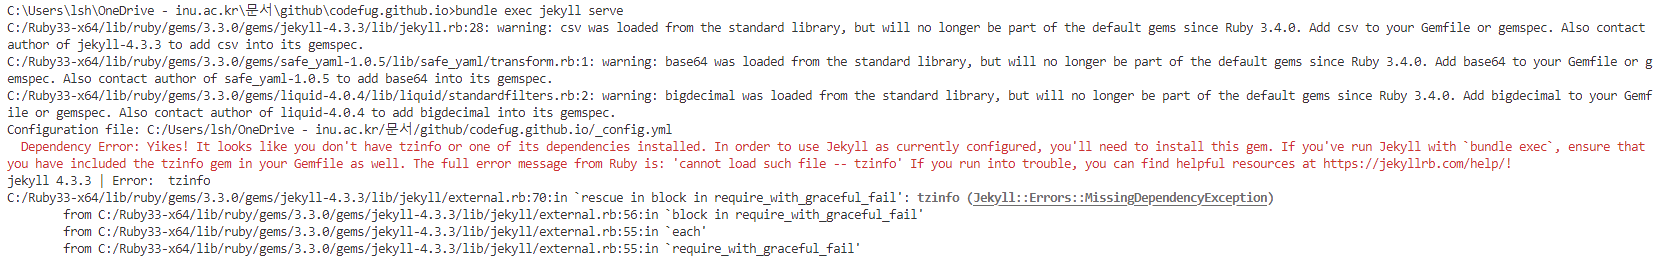 C:\Users\lsh\OneDrive - inu.ac.kr\문서\github\codefug.github.io>bundle exec jekyll serve
C:/Ruby33-x64/lib/ruby/gems/3.3.0/gems/jekyll-4.3.3/lib/jekyll.rb:28: warning: csv was loaded from the standard library, but will no longer be part of the default gems since Ruby 3.4.0. Add csv to your Gemfile or gemspec. Also contact
author of jekyll-4.3.3 to add csv into its gemspec.
C:/Ruby33-x64/lib/ruby/gems/3.3.0/gems/safe_yaml-1.0.5/lib/safe_yaml/transform.rb:1: warning: base64 was loaded from the standard library, but will no longer be part of the default gems since Ruby 3.4.0. Add base64 to your Gemfile or g
emspec. Also contact author of safe_yaml-1.0.5 to add base64 into its gemspec.
C:/Ruby33-x64/lib/ruby/gems/3.3.0/gems/liquid-4.0.4/lib/liquid/standardfilters.rb:2: warning: bigdecimal was loaded from the standard library, but will no longer be part of the default gems since Ruby 3.4.0. Add bigdecimal to your Gemf
ile or gemspec. Also contact author of liquid-4.0.4 to add bigdecimal into its gemspec.
Configuration file: C:/Users/lsh/OneDrive - inu.ac.kr/문서/github/codefug.github.io/_config.yml
Dependency Error: Yikes! It looks like you don't have tzinfo or one of its dependencies installed. In order to use Jekyll as currently configured, you'll need to install this gem. If you've run Jekyll with `bundle exec`, ensure that
you have included the tzinfo gem in your Gemfile as well. The full error message from Ruby is: 'cannot load such file -- tzinfo' If you run into trouble, you can find helpful resources at https://jekyllrb.com/help/!
jekyll 4.3.3 | Error:  tzinfo
C:/Ruby33-x64/lib/ruby/gems/3.3.0/gems/jekyll-4.3.3/lib/jekyll/external.rb:70:in `rescue in block in require_with_graceful_fail': tzinfo (Jekyll::Errors::MissingDependencyException)
from C:/Ruby33-x64/lib/ruby/gems/3.3.0/gems/jekyll-4.3.3/lib/jekyll/external.rb:56:in `block in require_with_graceful_fail'
from C:/Ruby33-x64/lib/ruby/gems/3.3.0/gems/jekyll-4.3.3/lib/jekyll/external.rb:55:in `each'
from C:/Ruby33-x64/lib/ruby/gems/3.3.0/gems/jekyll-4.3.3/lib/jekyll/external.rb:55:in `require_with_graceful_fail'